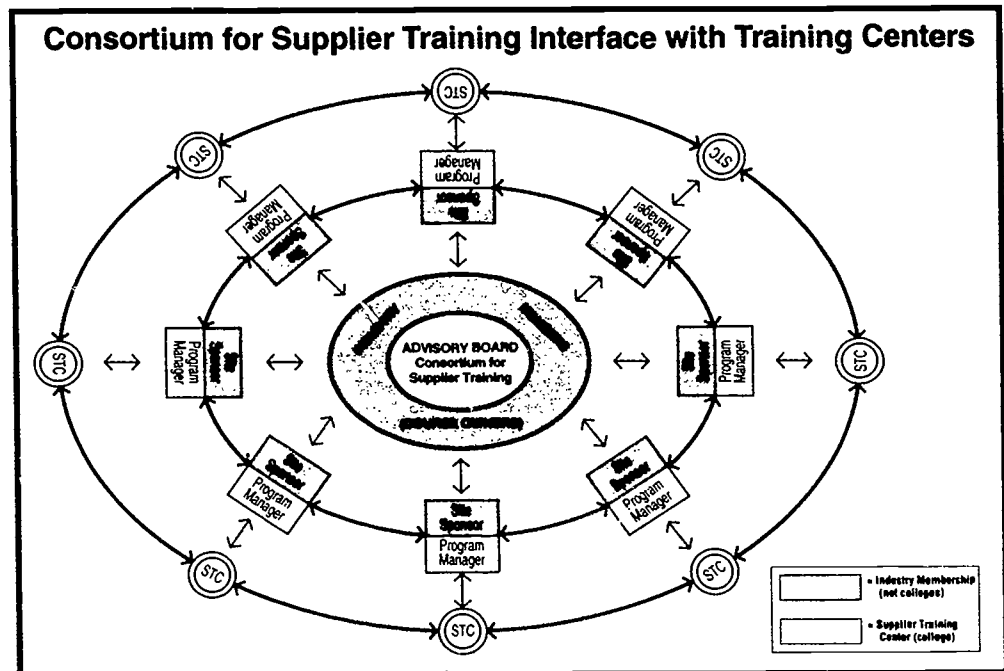 Consortium for Supplier Training Interface with Training Centers
STC
STC
STC
Program
Manager
Site
Sponsor
Program
Manager
Site
Sponsor
Program
Manager
Site
Sponsor
STC
Program
Manager
Site
Sponsor
ADVISORY BOARD
Consortium for
Supplier Training
(COURSE OWNERS)
Site
Sponsor
Program
Manager
STC
Site
Sponsor
Program
Manager
Site
Sponsor
Program
Manager
Site
Sponsor
Program
Manager
STC
STC
STC
= Industry Membership
(not colleges)
= Supplier Training
Center (college)